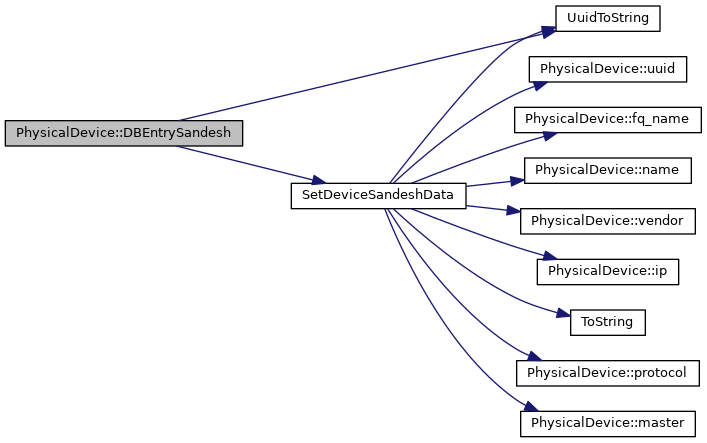 UuidToString
PhysicalDevice::uuid
PhysicalDevice::fq_name
PhysicalDevice::DBEntrySandesh
PhysicalDevice::name
SetDeviceSandeshData
PhysicalDevice::vendor
PhysicalDevice::ip
ToString
PhysicalDevice::protocol
PhysicalDevice::master